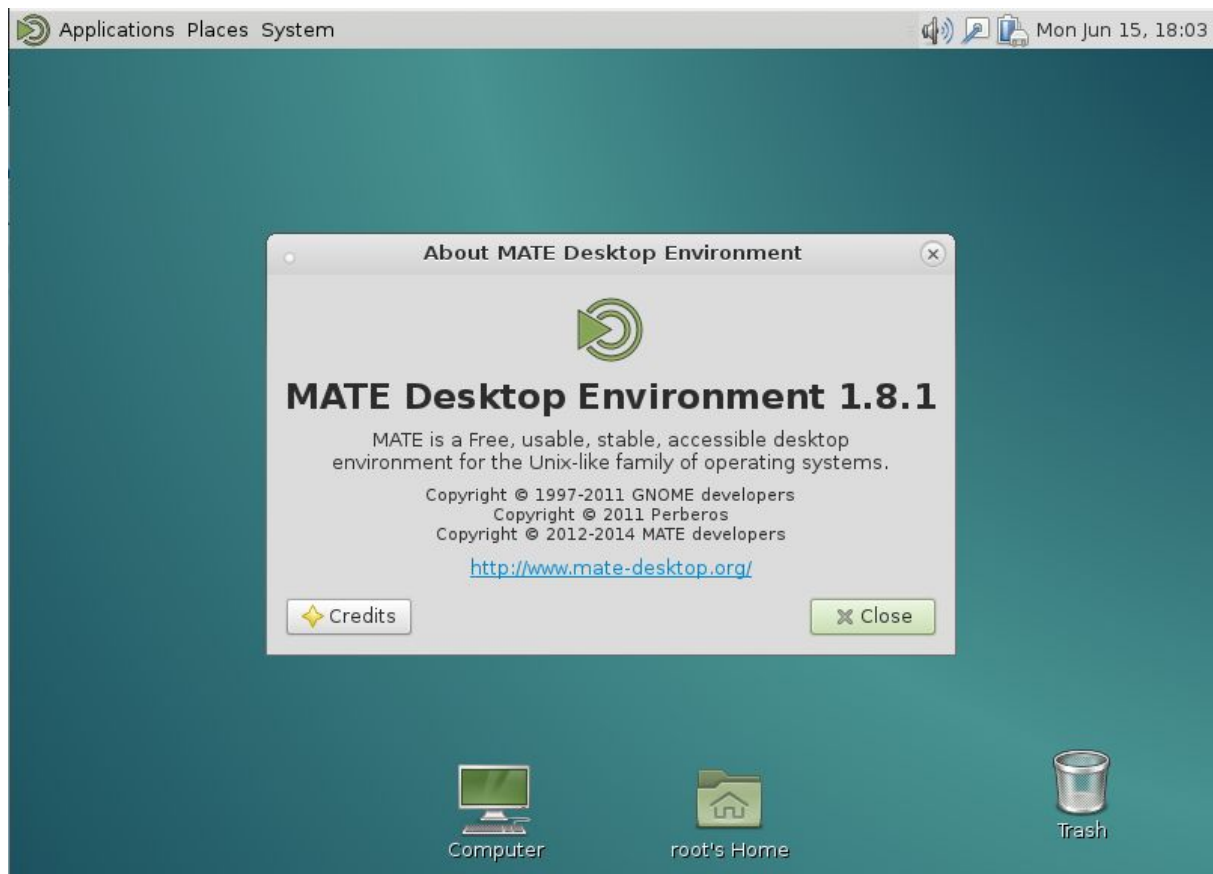 Applications Places System Mon Jun 15, 18:03
About MATE Desktop Environment
MATE Desktop Environment 1.8.1
MATE is a Free, usable, stable, accessible desktop
environment for the Unix-like family of operating systems.
Copyright © 1997-2011 GNOME developers
Copyright © 2011 Perberos
Copyright © 2012-2014 MATE developers
http://www.mate-desktop.org/
Credits Close
Computer root's Home Trash